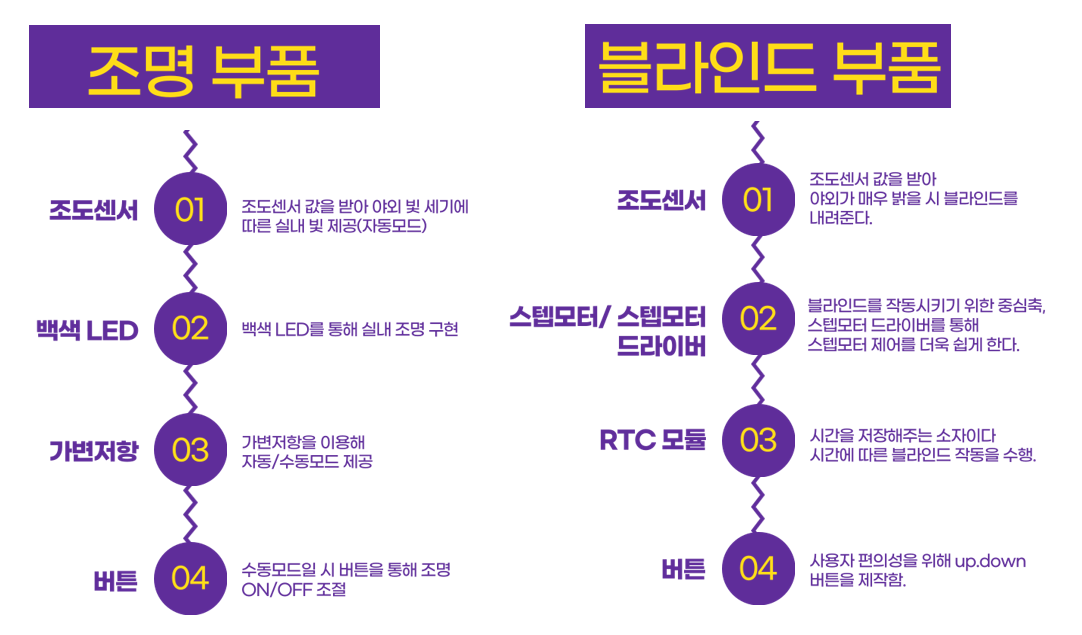 조명 부품
조도센서
01
조도센서 값을 받아 야외 빛 세기에
따른 실내 빛 제공(자동모드)
백색 LED
02
백색 LED를 통해 실내 조명 구현
가변저항
03
가변저항을 이용해
자동/수동모드 제공
버튼
04
수동모드일 시 버튼을 통해 조명
ON/OFF 조절
블라인드 부품
조도센서
01
조도센서 값을 받아
야외가 매우 밝을 시 블라인드를
내려준다.
스텝모터/ 스텝모터
드라이버
02
블라인드를 작동시키기 위한 중심축,
스텝모터 드라이버를 통해
스텝모터 제어를 더욱 쉽게 한다.
RTC 모듈
03
시간을 저장해주는 소자이다
시간에 따른 블라인드 작동을 수행.
버튼
04
사용자 편의성을 위해 up.down
버튼을 제작함.